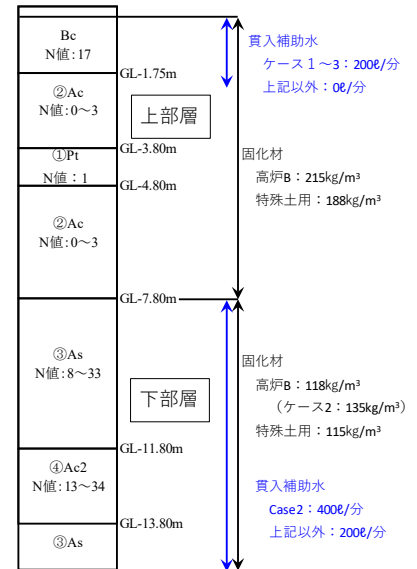 Bc
N値:17
GL-1.75m
②Ac
N値:0～3
上部層
GL-3.80m
①Pt
N値：1
GL-4.80m
②Ac
N値:0～3
GL-7.80m
③As
N値:8～33
下部層
GL-11.80m
④Ac2
N値:13～34
GL-13.80m
③As
貫入補助水
ケース１～3：200ℓ/分
上記以外：0ℓ/分
固化材
高炉B：215kg/m³
特殊土用：188kg/m³
固化材
高炉B：118kg/m³
（ケース2：135kg/m³）
特殊土用：115kg/m³
貫入補助水
Case2：400ℓ/分
上記以外：200ℓ/分